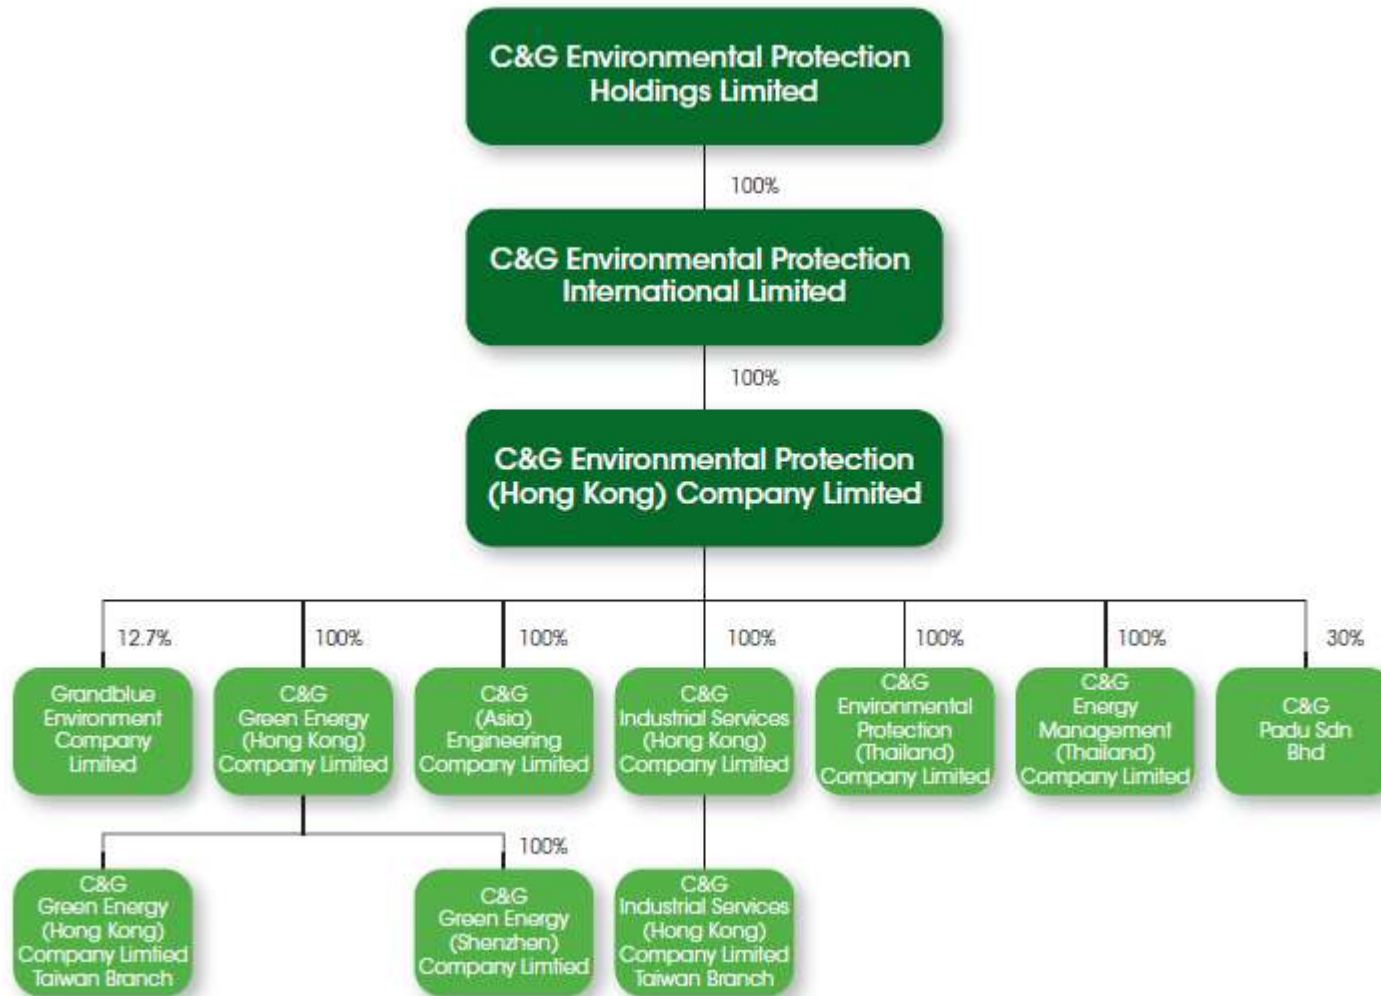 C&G Environmental Protection
Holdings Limited
100%
C&G Environmental Protection
International Limited
100%
C&G Environmental Protection
(Hong Kong) Company Limited
12.7%
100%
100%
100%
100%
100%
30%
Grandblue
Environment
Company
Limited
C&G
Green Energy
(Hong Kong)
Company Limited
C&G
(Asia)
Engineering
Company Limited
C&G
Industrial Services
(Hong Kong)
Company Limited
C&G
Environmental
Protection
(Thailand)
Company Limited
C&G
Energy
Management
(Thailand)
Company Limited
C&G
Padu Sdn
Bhd
100%
C&G
Green Energy
(Hong Kong)
Company Limtied
Taiwan Branch
C&G
Green Energy
(Shenzhen)
Company Limtied
C&G
Industrial Services
(Hong Kong)
Company Limited
Taiwan Branch